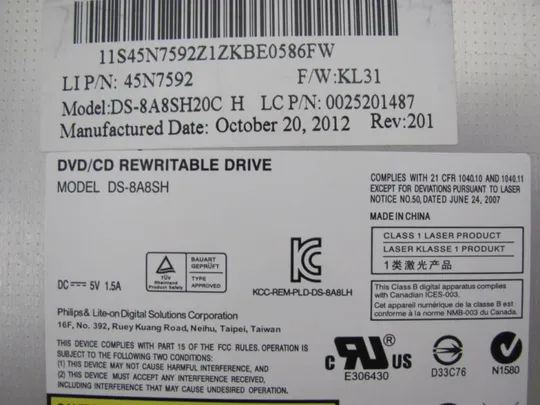 11S45N7592Z1ZKBE0586FW
LI P/N: 45N7592 F/W:KL31
Model:DS-8A8SH20C H LC P/N: 0025201487
Manufactured Date: October 20, 2012 Rev:201
DVD/CD REWRITABLE DRIVE
MODEL DS-8A8SH
COMPLIES WITH 21 CFR 1040.10 AND 1040.11
EXCEPT FOR DEVIATIONS PURSUANT TO LASER
NOTICE NO.50, DATED JUNE 24, 2007
MADE IN CHINA
CLASS 1 LASER PRODUCT
LASER KLASSE 1 PRODUKT
1类激光产品
DC 5V 1.5A
TÜV
Rheinland
Product Safety
BAUART
GEPRÜFT
TYPE
APPROVED
KCC-REM-PLD-DS-8A8LH
This Class B digital apparatus complies
with Canadian ICES-003.
Cet appareil numérique de la classe B est
conforme à la norme NMB-003 du Canada.
Philips& Lite-on Digital Solutions Corporation
16F, No. 392, Ruey Kuang Road, Neihu, Taipei, Taiwan
THIS DEVICE COMPLIES WITH PART 15 OF THE FCC RULES. OPERATION IS
SUBJECT TO THE FOLLOWING TWO CONDITIONS:
(1) THIS DEVICE MAY NOT CAUSE HARMFUL INTERFERENCE, AND
(2) THIS DEVICE MUST ACCEPT ANY INTERFERENCE RECEIVED,
INCLUDING INTERFERENCE THAT MAY CAUSE UNDESIRED OPERATION.
c RU US
E306430
D33C76
N1580